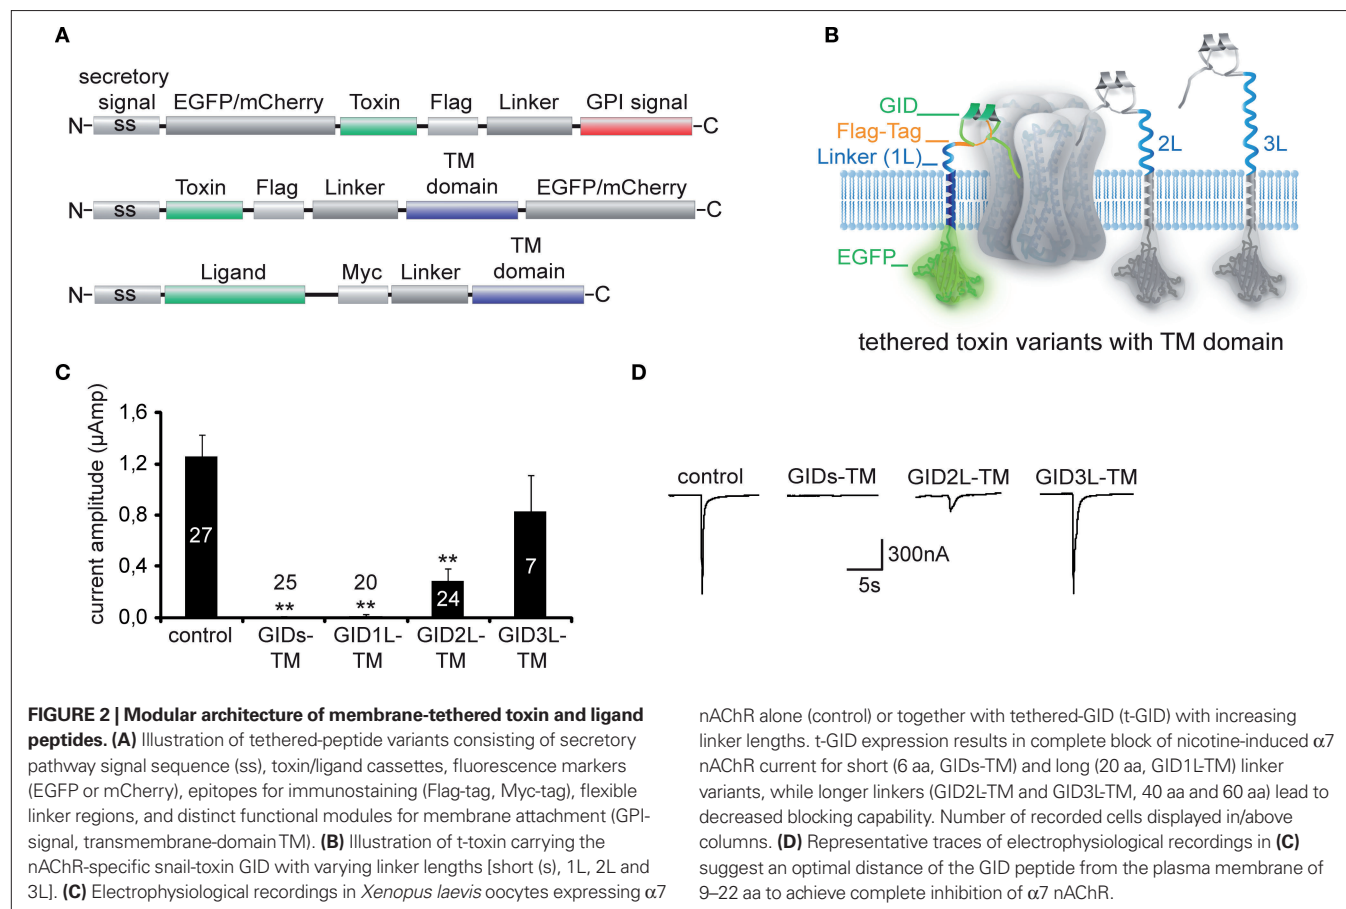 A
secretory
signal EGFP/mCherry Toxin Flag Linker GPI signal
N- ss -C
TM
Toxin Flag Linker domain EGFP/mCherry
N- ss -C
TM
Ligand Myc Linker domain
N- ss -C
B
GID
Flag-Tag
Linker (1L)
2L
3L
EGFP
tethered toxin variants with TM domain
C
current amplitude (µAmp)
1,6
1,2
0,8
0,4
0,0
27
25
**
20
**
**
24
7
control GIDs- GID1L- GID2L- GID3L-
TM TM TM TM
D
control GIDs-TM GID2L-TM GID3L-TM
300nA
5s
FIGURE 2 | Modular architecture of membrane-tethered toxin and ligand
peptides. (A) Illustration of tethered-peptide variants consisting of secretory
pathway signal sequence (ss), toxin/ligand cassettes, fluorescence markers
(EGFP or mCherry), epitopes for immunostaining (Flag-tag, Myc-tag), flexible
linker regions, and distinct functional modules for membrane attachment (GPI-
signal, transmembrane-domain TM). (B) Illustration of t-toxin carrying the
nAChR-specific snail-toxin GID with varying linker lengths [short (s), 1L, 2L and
3L]. (C) Electrophysiological recordings in Xenopus laevis oocytes expressing α7
nAChR alone (control) or together with tethered-GID (t-GID) with increasing
linker lengths. t-GID expression results in complete block of nicotine-induced α7
nAChR current for short (6 aa, GIDs-TM) and long (20 aa, GID1L-TM) linker
variants, while longer linkers (GID2L-TM and GID3L-TM, 40 aa and 60 aa) lead to
decreased blocking capability. Number of recorded cells displayed in/above
columns. (D) Representative traces of electrophysiological recordings in (C)
suggest an optimal distance of the GID peptide from the plasma membrane of
9–22 aa to achieve complete inhibition of α7 nAChR.